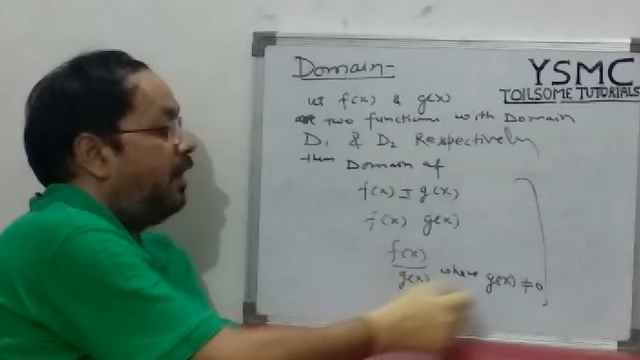 Domain-
YSMC
TOILSOME TUTORIALS
let f(x) & g(x)
are two functions with Domain
D₁ & D₂ Respectively
then Domain of
f(x) ± g(x)
f(x) g(x)
f(x)
g(x) where g(x) ≠ 0